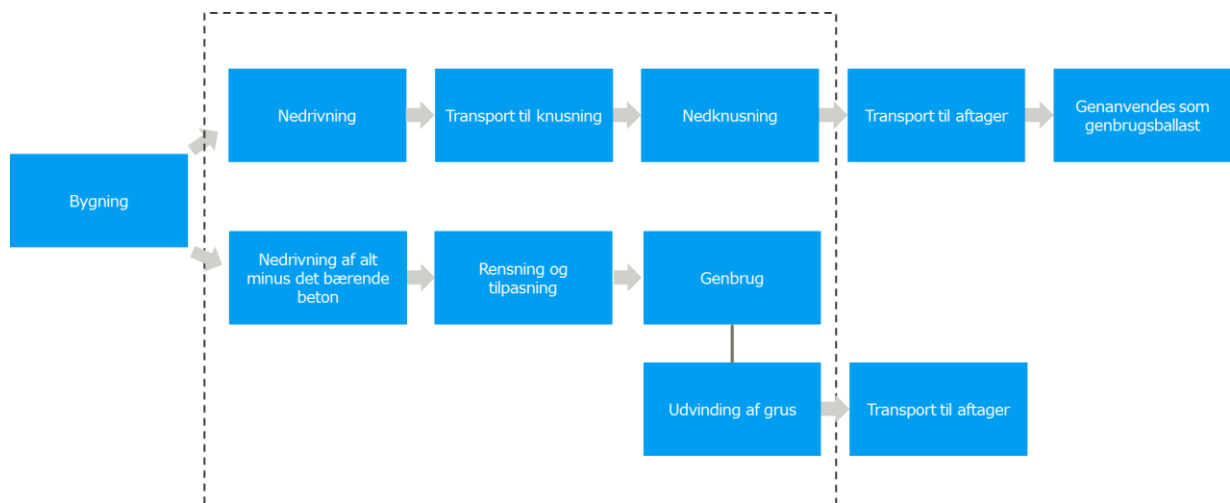 Nedrivning
Transport til knusning
Nedknusning
Transport til aftager
Genanvendes som
genbrugsballast
Bygning
Nedrivning af alt
minus det bærende
beton
Rensning og
tilpasning
Genbrug
Udvinding af grus
Transport til aftager